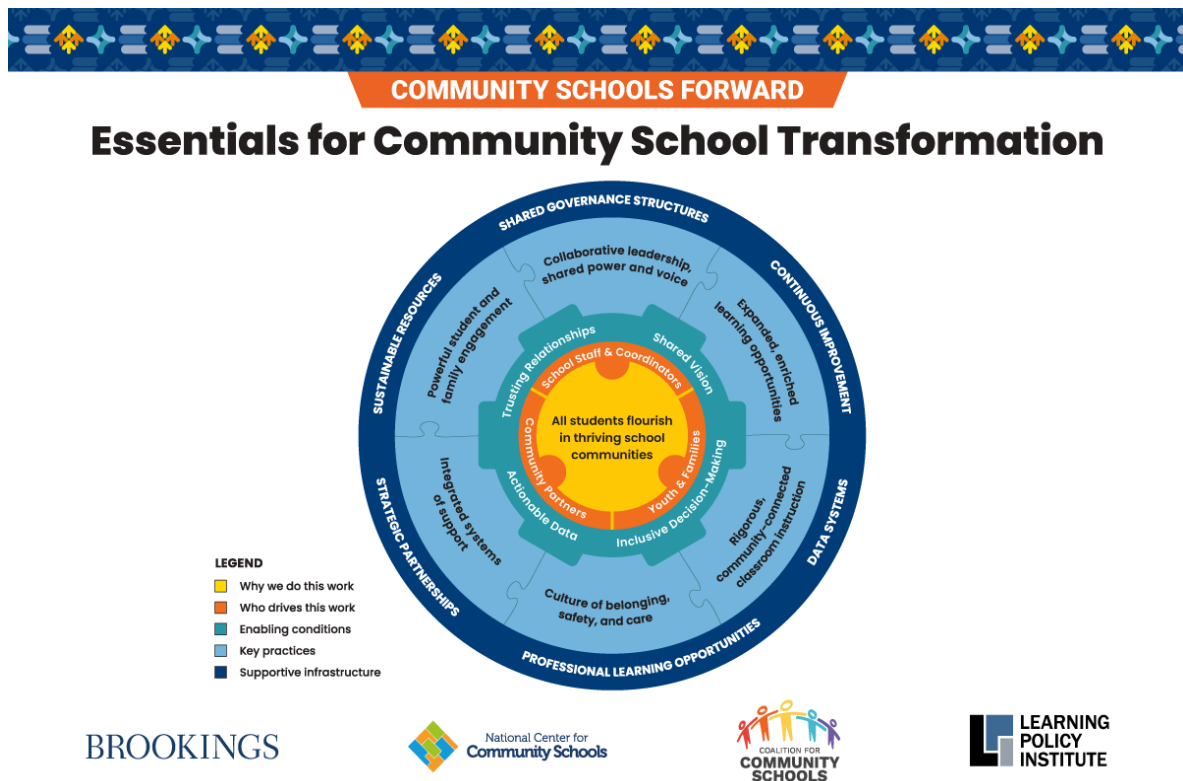 COMMUNITY SCHOOLS FORWARD
Essentials for Community School Transformation
SHARED GOVERNANCE STRUCTURES
CONTINUOUS IMPROVEMENT
DATA SYSTEMS
PROFESSIONAL LEARNING OPPORTUNITIES
STRATEGIC PARTNERSHIPS
SUSTAINABLE RESOURCES
Collaborative leadership,
shared power and voice
Expanded, enriched
learning opportunities
Rigorous,
community-connected
classroom instruction
Culture of belonging,
safety, and care
Integrated systems
of support
Powerful student and
family engagement
Trusting Relationships
Shared Vision
Inclusive Decision-Making
Actionable Data
School Staff & Coordinators
Youth & Families
Community Partners
All students flourish
in thriving school
communities
LEGEND
Why we do this work
Who drives this work
Enabling conditions
Key practices
Supportive infrastructure
BROOKINGS
National Center for
Community Schools
COALITION FOR
COMMUNITY
SCHOOLS
LEARNING
POLICY
INSTITUTE